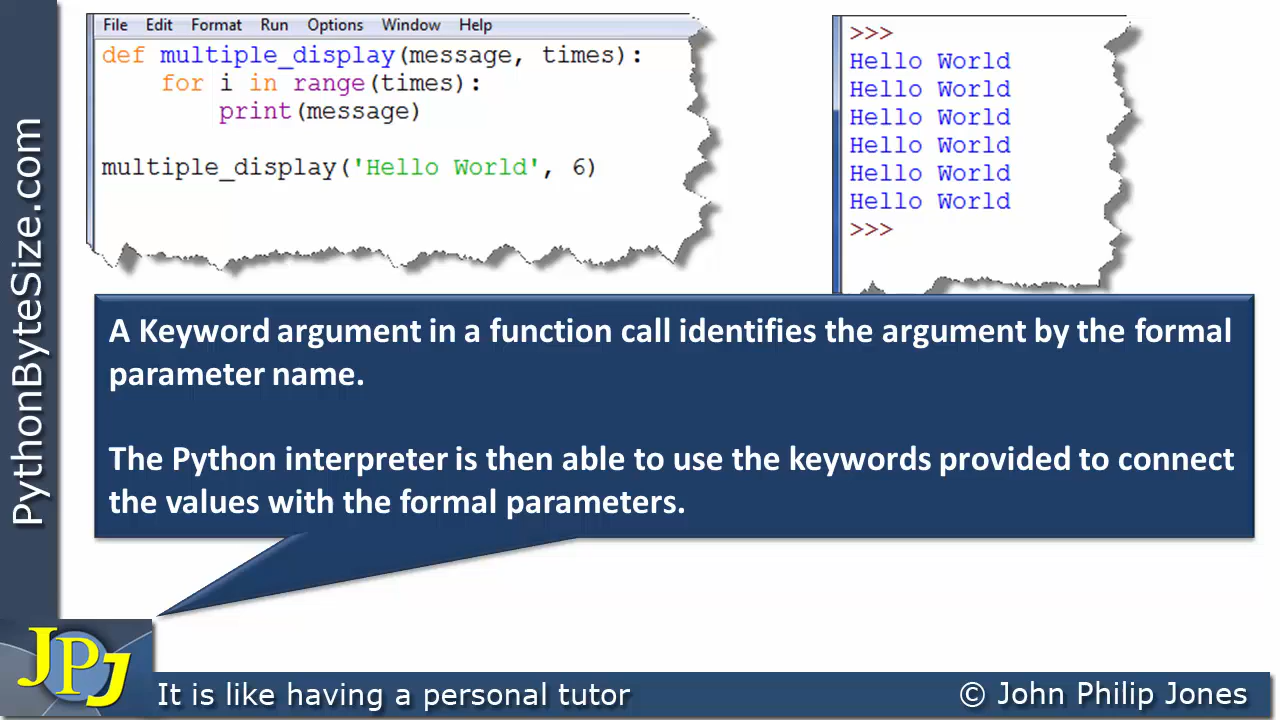 File Edit Format Run Options Window Help
def multiple_display(message, times):
    for i in range(times):
        print(message)
multiple_display('Hello World', 6)
>>>
Hello World
Hello World
Hello World
Hello World
Hello World
Hello World
>>>
A Keyword argument in a function call identifies the argument by the formal
parameter name.
The Python interpreter is then able to use the keywords provided to connect
the values with the formal parameters.
PythonByteSize.com
JPJ
It is like having a personal tutor
© John Philip Jones